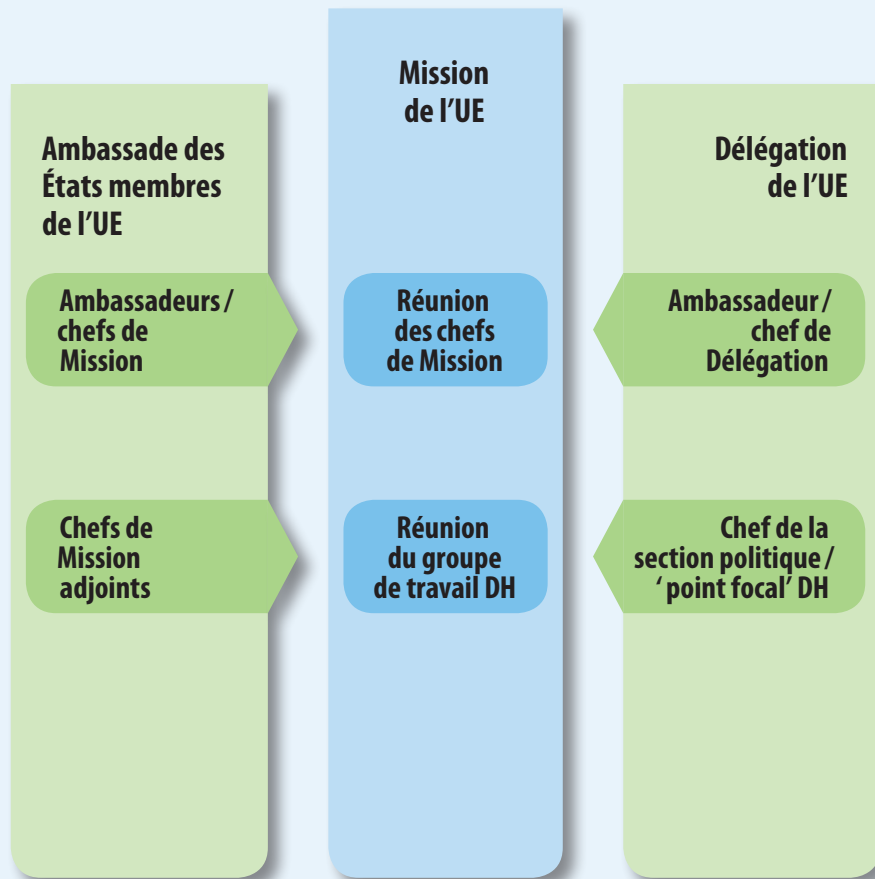 Ambassade des
États membres
de l’UE
Ambassadeurs /
chefs de
Mission
Chefs de
Mission
adjoints
Mission
de l’UE
Réunion
des chefs
de Mission
Réunion
du groupe
de travail DH
Délégation
de l’UE
Ambassadeur /
chef de
Délégation
Chef de la
section politique /
‘ point focal’ DH